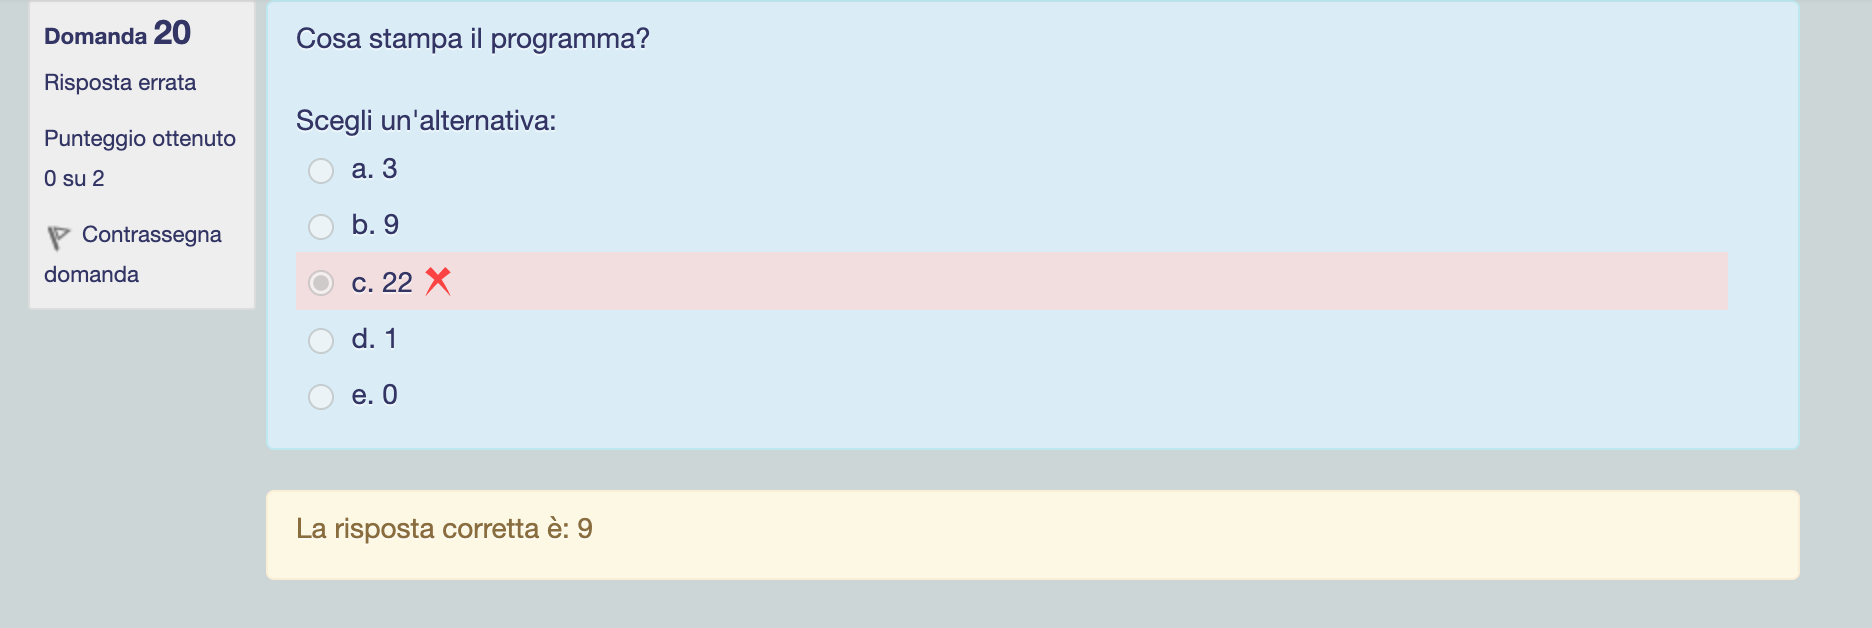 Domanda 20
Risposta errata
Punteggio ottenuto
0 su 2
Contrassegna
domanda
Cosa stampa il programma?
Scegli un'alternativa:
a. 3
b. 9
c. 22
d. 1
e. 0
La risposta corretta è: 9